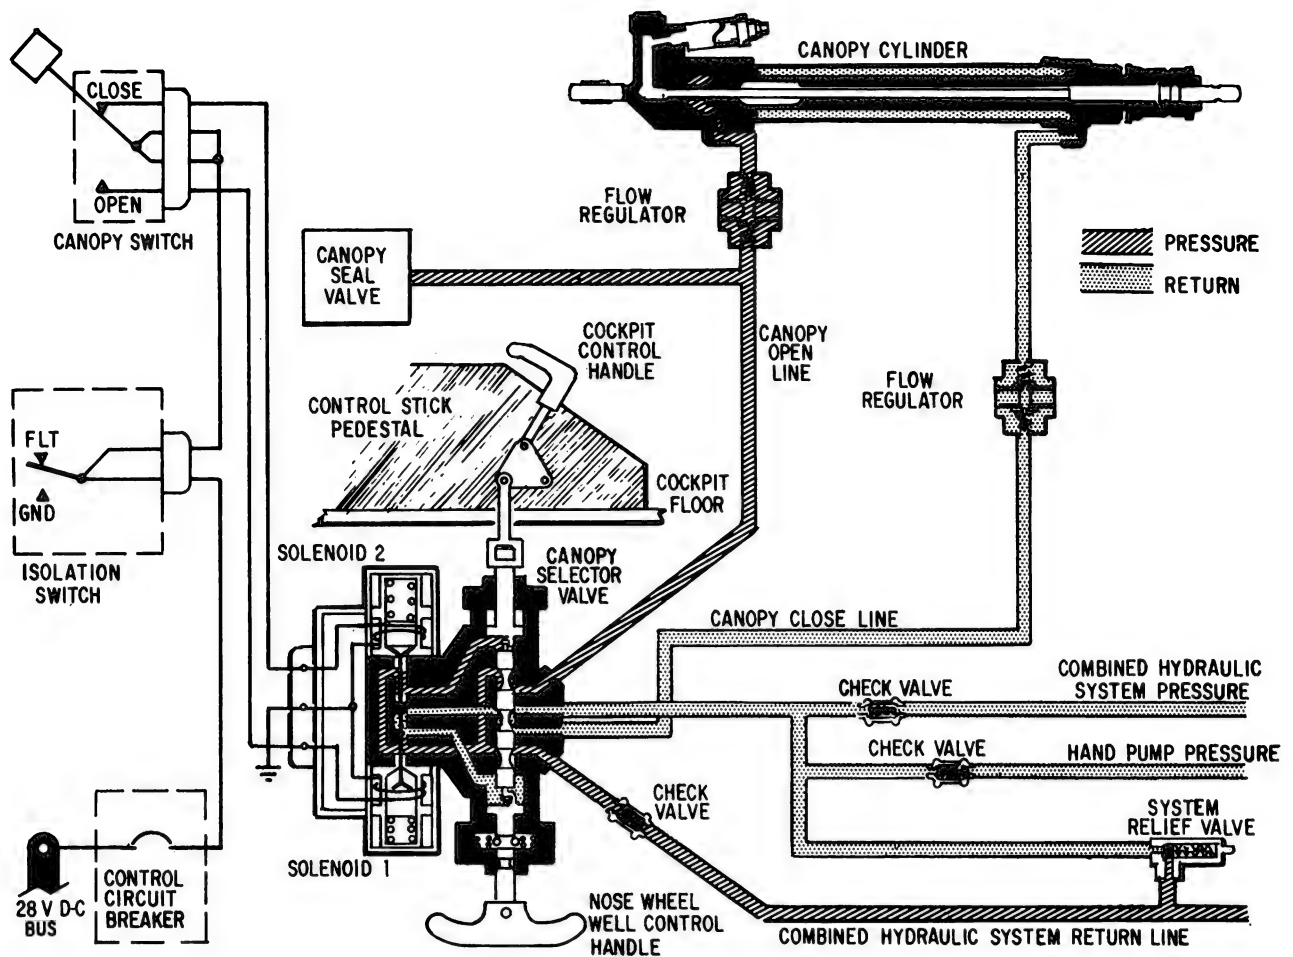 CLOSE
OPEN
CANOPY SWITCH
CANOPY CYLINDER
FLOW
REGULATOR
CANOPY
SEAL
VALVE
PRESSURE
RETURN
COCKPIT
CONTROL
HANDLE
CANOPY
OPEN
LINE
FLOW
REGULATOR
CONTROL STICK
PEDESTAL
COCKPIT
FLOOR
FLT
GND
ISOLATION
SWITCH
SOLENOID 2
CANOPY
SELECTOR
VALVE
CANOPY CLOSE LINE
COMBINED HYDRAULIC
SYSTEM PRESSURE
CHECK VALVE
CHECK VALVE
HAND PUMP PRESSURE
CHECK
VALVE
SYSTEM
RELIEF VALVE
SOLENOID 1
CONTROL
CIRCUIT
BREAKER
28 V D-C
BUS
NOSE WHEEL
WELL CONTROL
HANDLE
COMBINED HYDRAULIC SYSTEM RETURN LINE